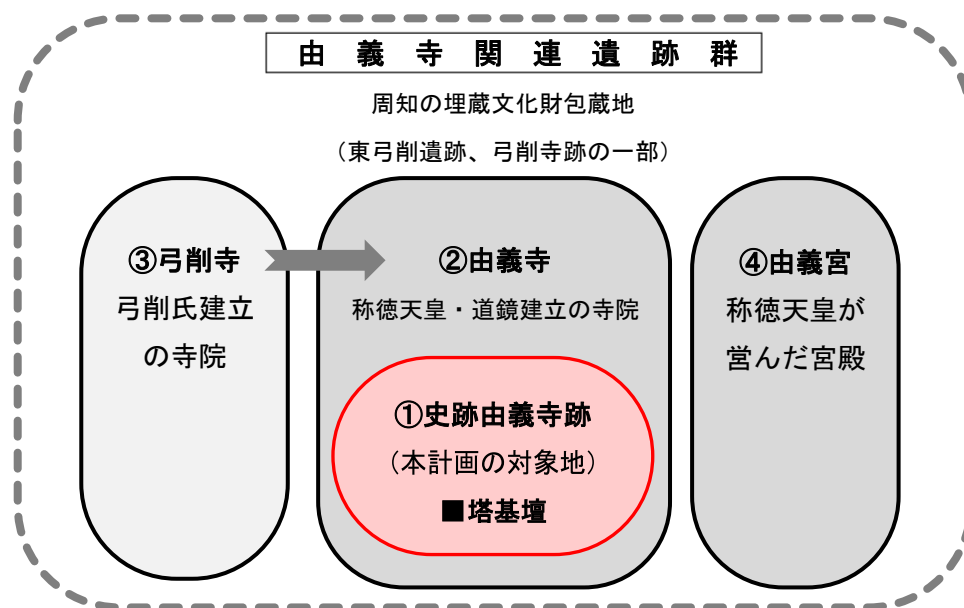 由義寺関連遺跡群
周知の埋蔵文化財包蔵地
（東弓削遺跡、弓削寺跡の一部）
③弓削寺
弓削氏建立
の寺院
②由義寺
称徳天皇・道鏡建立の寺院
①史跡由義寺跡
（本計画の対象地）
■塔基壇
④由義宮
称徳天皇が
営んだ宮殿